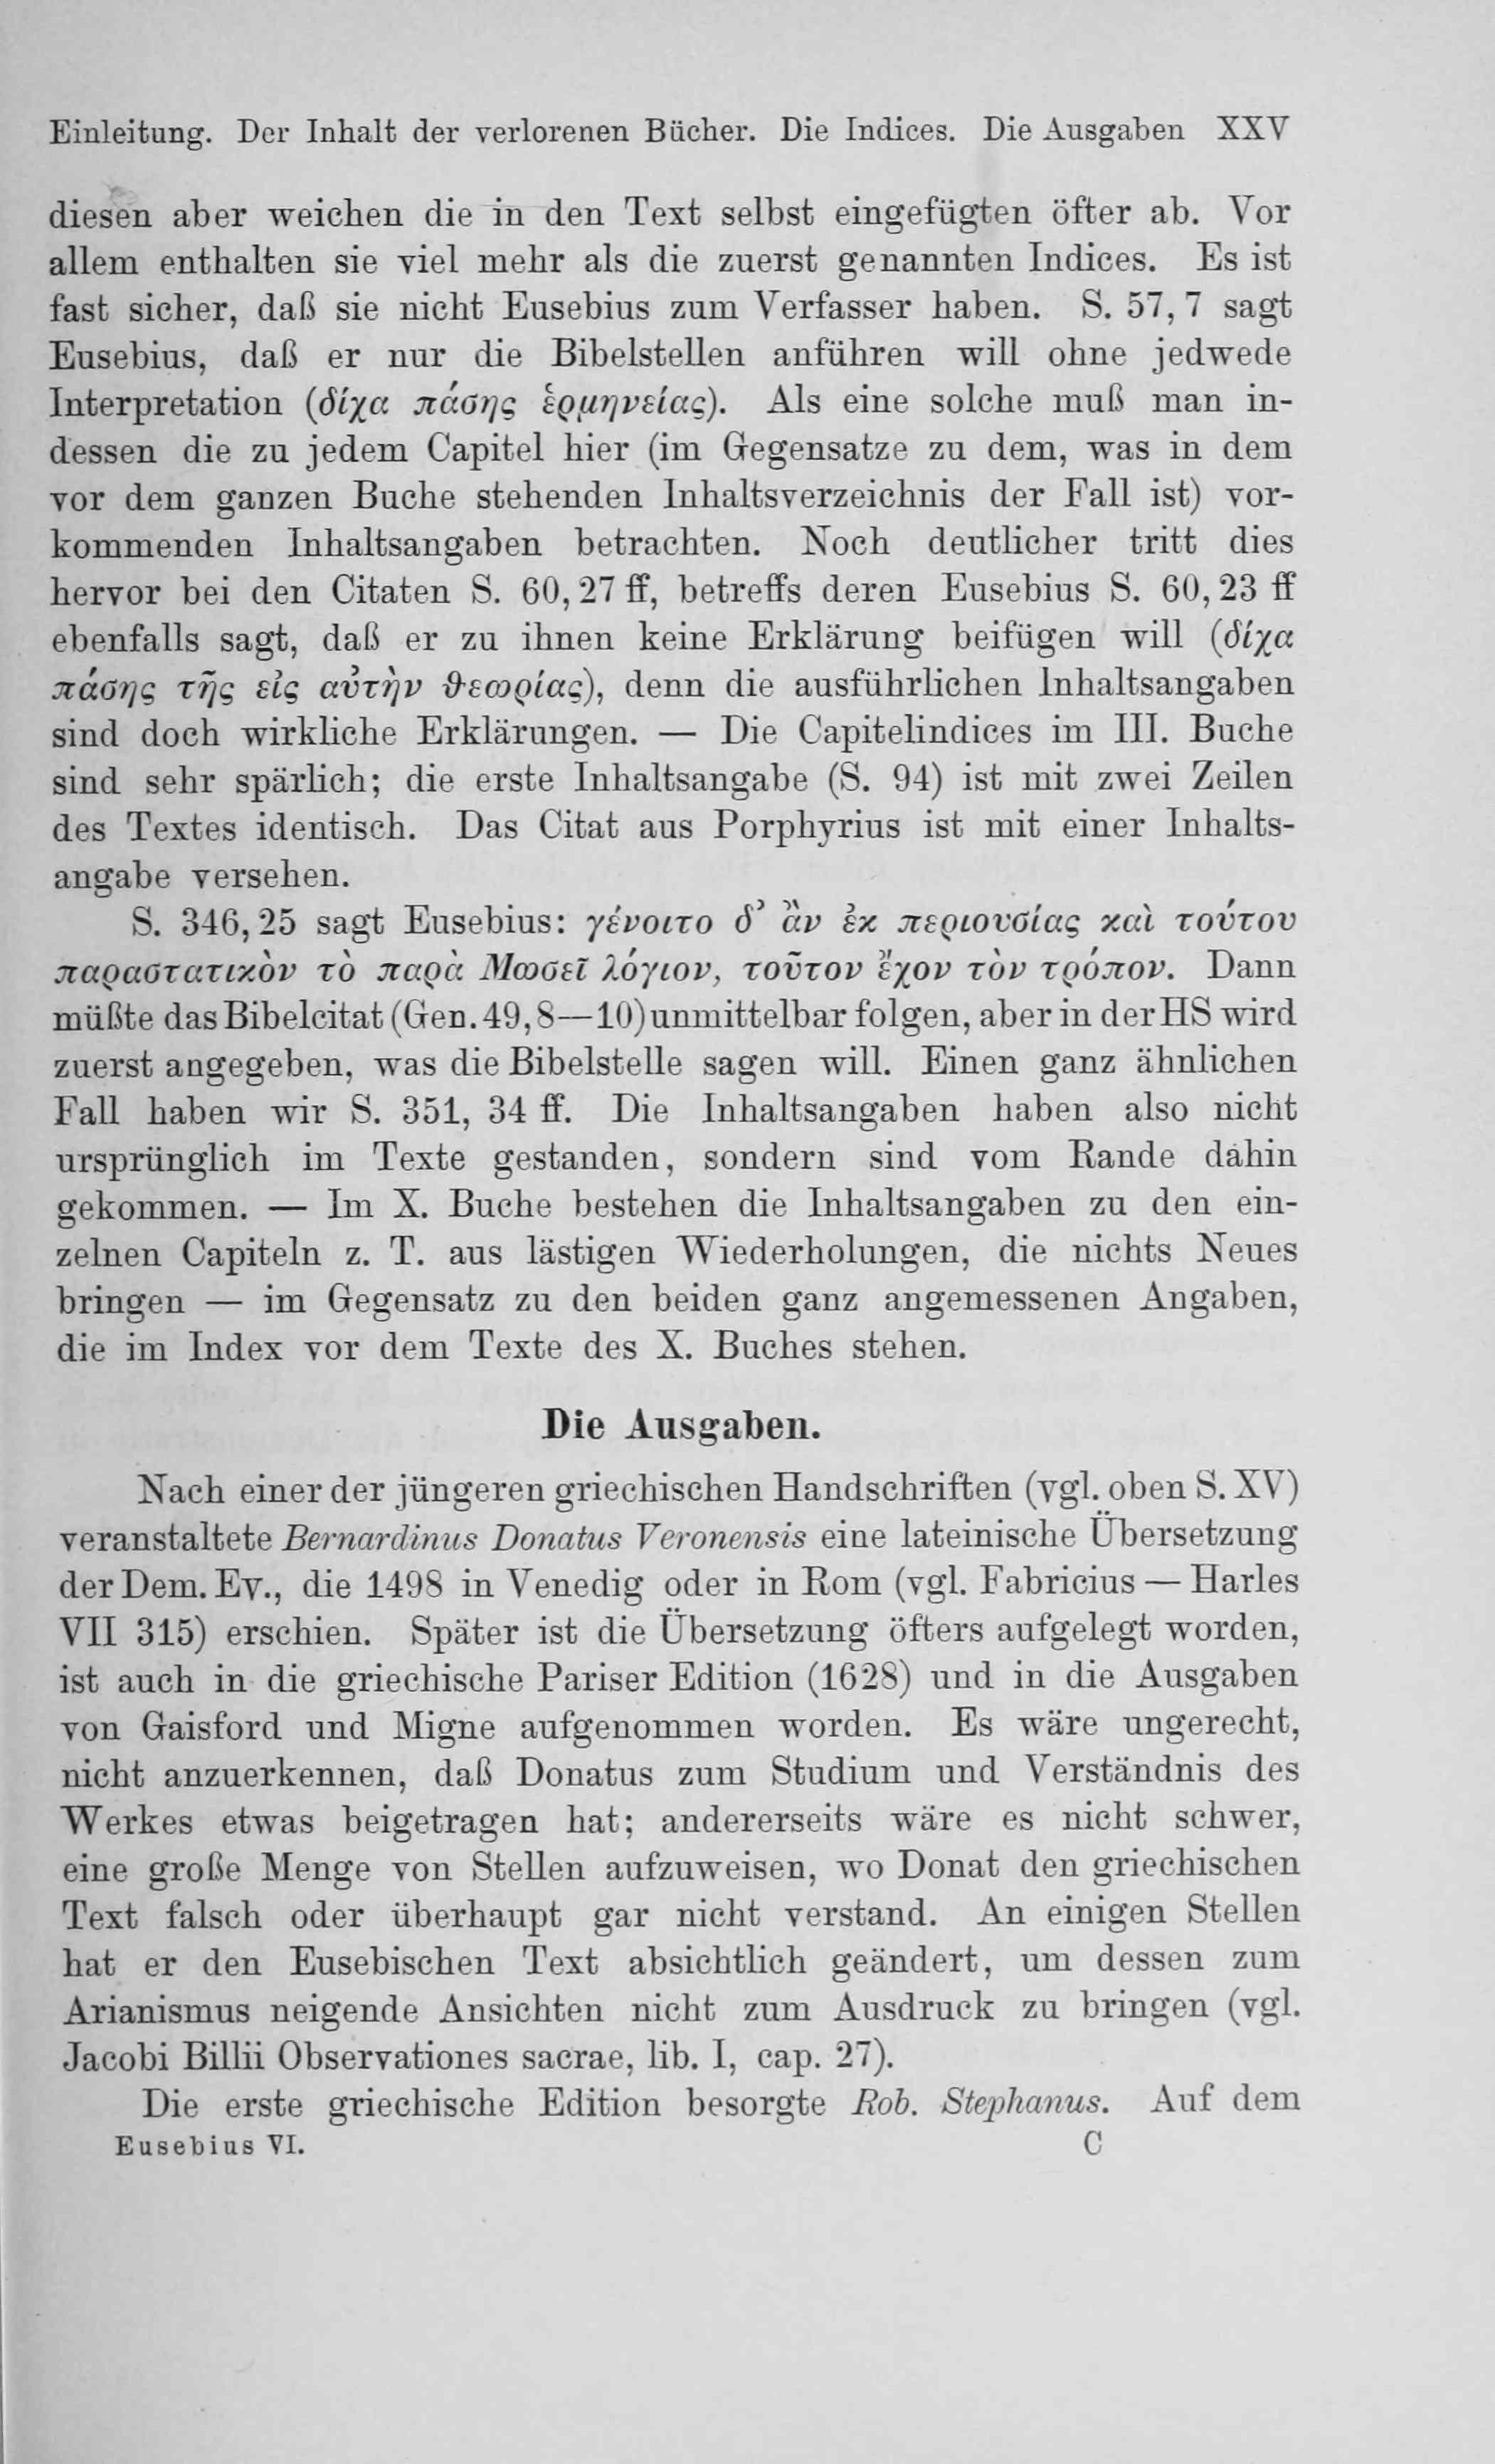 Einleitung. Der Inhalt der verlorenen Bücher. Die Indices. Die Ausgaben XXV
diesen aber weichen die in den Text selbst eingefügten öfter ab. Vor
allem enthalten sie viel mehr als die zuerst genannten Indices. Es ist
fast sicher, daß sie nicht Eusebius zum Verfasser haben. S. 57, 7 sagt
Eusebius, daß er nur die Bibelstellen anführen will ohne jedwede
Interpretation (δίχα πάσης ἑρμηνείας). Als eine solche muß man in-
dessen die zu jedem Capitel hier (im Gegensatze zu dem, was in dem
vor dem ganzen Buche stehenden Inhaltsverzeichnis der Fall ist) vor-
kommenden Inhaltsangaben betrachten. Noch deutlicher tritt dies
hervor bei den Citaten S. 60, 27 ff, betreffs deren Eusebius S. 60, 23 ff
ebenfalls sagt, daß er zu ihnen keine Erklärung beifügen will (δίχα
πάσης τῆς εἰς αὐτὴν ϑεωρίας), denn die ausführlichen Inhaltsangaben
sind doch wirkliche Erklärungen. — Die Capitelindices im III. Buche
sind sehr spärlich; die erste Inhaltsangabe (S. 94) ist mit zwei Zeilen
des Textes identisch. Das Citat aus Porphyrius ist mit einer Inhalts-
angabe versehen.
S. 346, 25 sagt Eusebius: γένοιτο δ’ ἂν ἐκ περιουσίας καὶ τούτου
παραστατικὸν τὸ παρὰ Μωσεῖ λόγιον, τοῦτον ἔχον τὸν τρόπον. Dann
müßte das Bibelcitat (Gen. 49, 8—10) unmittelbar folgen, aber in der HS wird
zuerst angegeben, was die Bibelstelle sagen will. Einen ganz ähnlichen
Fall haben wir S. 351, 34 ff. Die Inhaltsangaben haben also nicht
ursprünglich im Texte gestanden, sondern sind vom Rande dahin
gekommen. — Im X. Buche bestehen die Inhaltsangaben zu den ein-
zelnen Capiteln z. T. aus lästigen Wiederholungen, die nichts Neues
bringen — im Gegensatz zu den beiden ganz angemessenen Angaben,
die im Index vor dem Texte des X. Buches stehen.
Die Ausgaben.
Nach einer der jüngeren griechischen Handschriften (vgl. oben S. XV)
veranstaltete Bernardinus Donatus Veronensis eine lateinische Übersetzung
der Dem. Ev., die 1498 in Venedig oder in Rom (vgl. Fabricius — Harles
VII 315) erschien. Später ist die Übersetzung öfters aufgelegt worden,
ist auch in die griechische Pariser Edition (1628) und in die Ausgaben
von Gaisford und Migne aufgenommen worden. Es wäre ungerecht,
nicht anzuerkennen, daß Donatus zum Studium und Verständnis des
Werkes etwas beigetragen hat; andererseits wäre es nicht schwer,
eine große Menge von Stellen aufzuweisen, wo Donat den griechischen
Text falsch oder überhaupt gar nicht verstand. An einigen Stellen
hat er den Eusebischen Text absichtlich geändert, um dessen zum
Arianismus neigende Ansichten nicht zum Ausdruck zu bringen (vgl.
Jacobi Billii Observationes sacrae, lib. I, cap. 27).
Die erste griechische Edition besorgte Rob. Stephanus. Auf dem
Eusebius VI. C